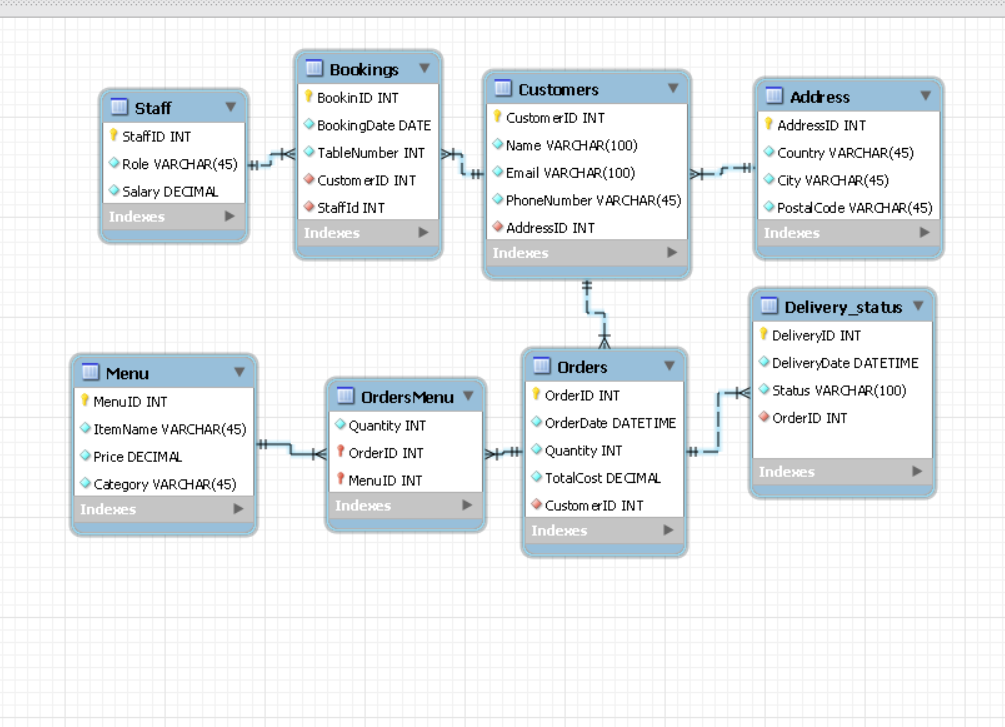 Staff
StaffID INT
Role VARCHAR(45)
Salary DECIMAL
Indexes
Bookings
BookinID INT
BookingDate DATE
TableNumber INT
CustomerID INT
StaffId INT
Indexes
Customers
CustomerID INT
Name VARCHAR(100)
Email VARCHAR(100)
PhoneNumber VARCHAR(45)
AddressID INT
Indexes
Address
AddressID INT
Country VARCHAR(45)
City VARCHAR(45)
PostalCode VARCHAR(45)
Indexes
Menu
MenuID INT
ItemName VARCHAR(45)
Price DECIMAL
Category VARCHAR(45)
Indexes
OrdersMenu
Quantity INT
OrderID INT
MenuID INT
Indexes
Orders
OrderID INT
OrderDate DATETIME
Quantity INT
TotalCost DECIMAL
CustomerID INT
Indexes
Delivery_status
DeliveryID INT
DeliveryDate DATETIME
Status VARCHAR(100)
OrderID INT
Indexes